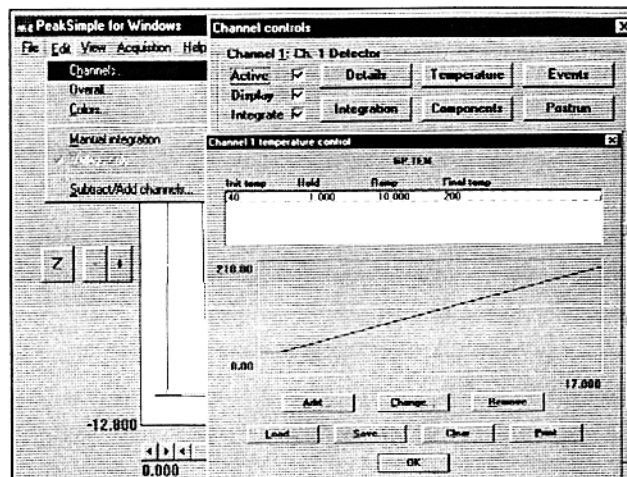 PeakSimple for Windows
File Edit View Acquisition Help
Channels...
Overall
Colors...
Manual integration
Subtract/Add channels...
Z - +
-12.800
0.000
Channel controls
Channel 1: Ch. 1 Detector
Active Details Temperature Events
Display
Integrate Integration Components Postrun
Channel 1 temperature control
Init temp Hold Ramp Final temp
40 1.000 10.000 200
210.00
0.00
17.000
Add Change Remove
Load Save... Clear Print
OK